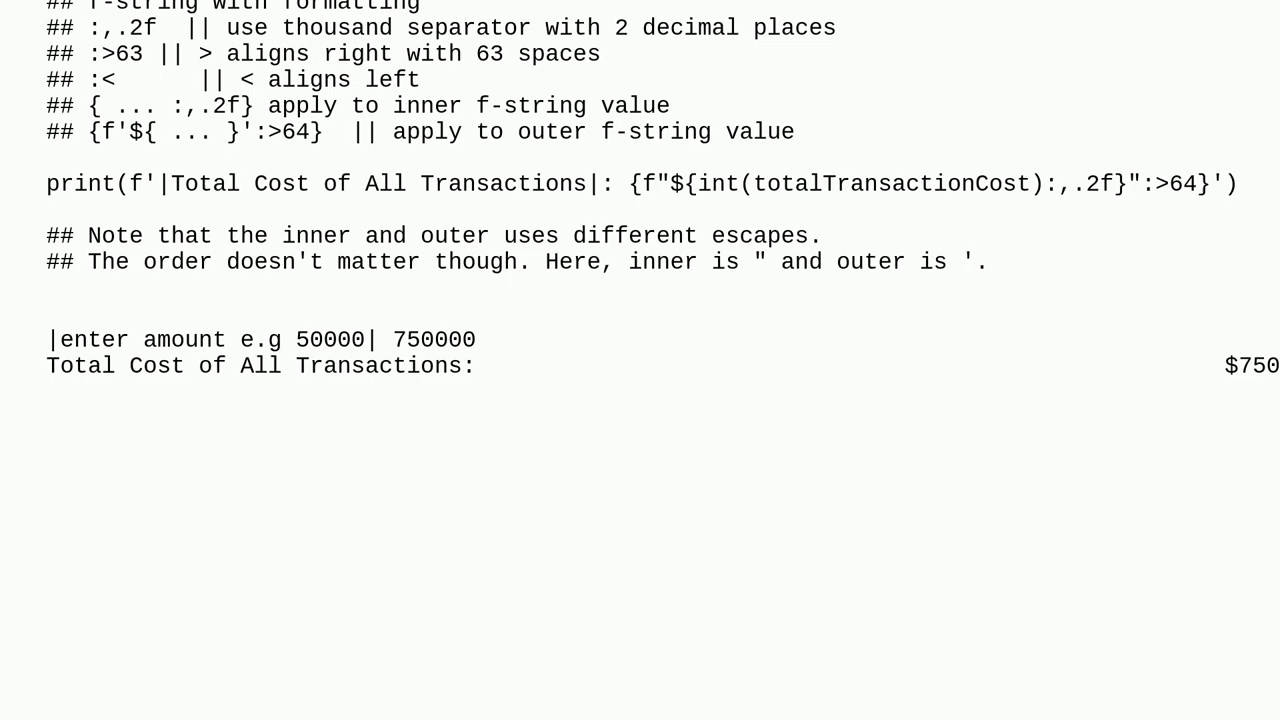 ## f-string with formatting
## :,.2f  || use thousand separator with 2 decimal places
## :>63 || > aligns right with 63 spaces
## :<      || < aligns left
## { ... :,.2f} apply to inner f-string value
## {f'${ ... }':>64}  || apply to outer f-string value
print(f'|Total Cost of All Transactions|: {f"${int(totalTransactionCost):,.2f}":>64}')
## Note that the inner and outer uses different escapes.
## The order doesn't matter though. Here, inner is " and outer is '.
|enter amount e.g 50000| 750000
Total Cost of All Transactions: $750